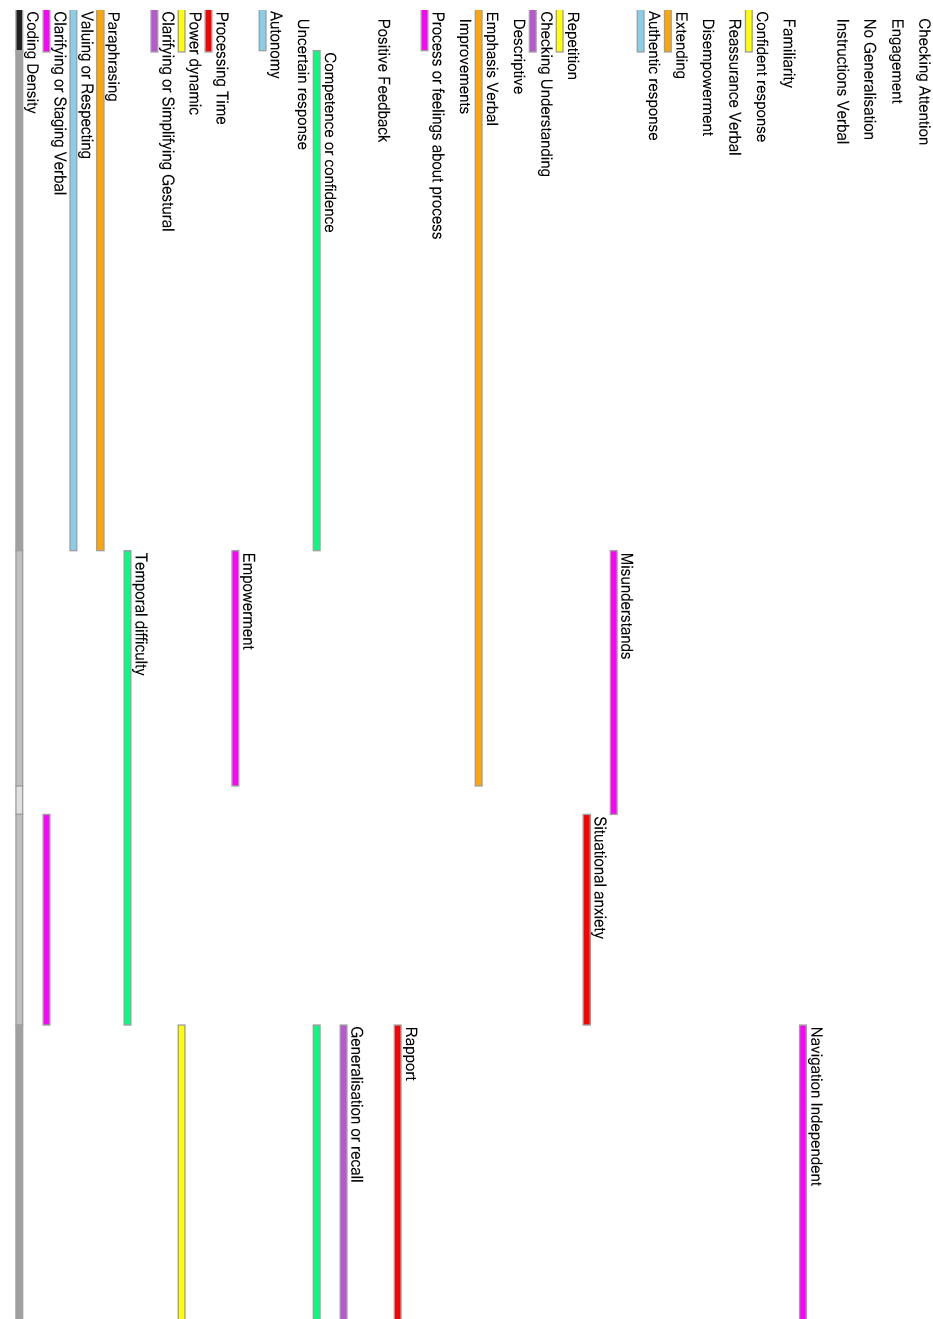 Coding Density
Clarifying or Staging Verbal
Valuing or Respecting
Paraphrasing
Temporal difficulty
Clarifying or Simplifying Gestural
Power dynamic
Processing Time
Empowerment
Autonomy
Uncertain response
Competence or confidence
Generalisation or recall
Positive Feedback
Rapport
Process or feelings about process
Improvements
Emphasis Verbal
Descriptive
Checking Understanding
Repetition
Situational anxiety
Misunderstands
Authentic response
Extending
Disempowerment
Reassurance Verbal
Confident response
Familiarity
Navigation Independent
Instructions Verbal
No Generalisation
Engagement
Checking Attention